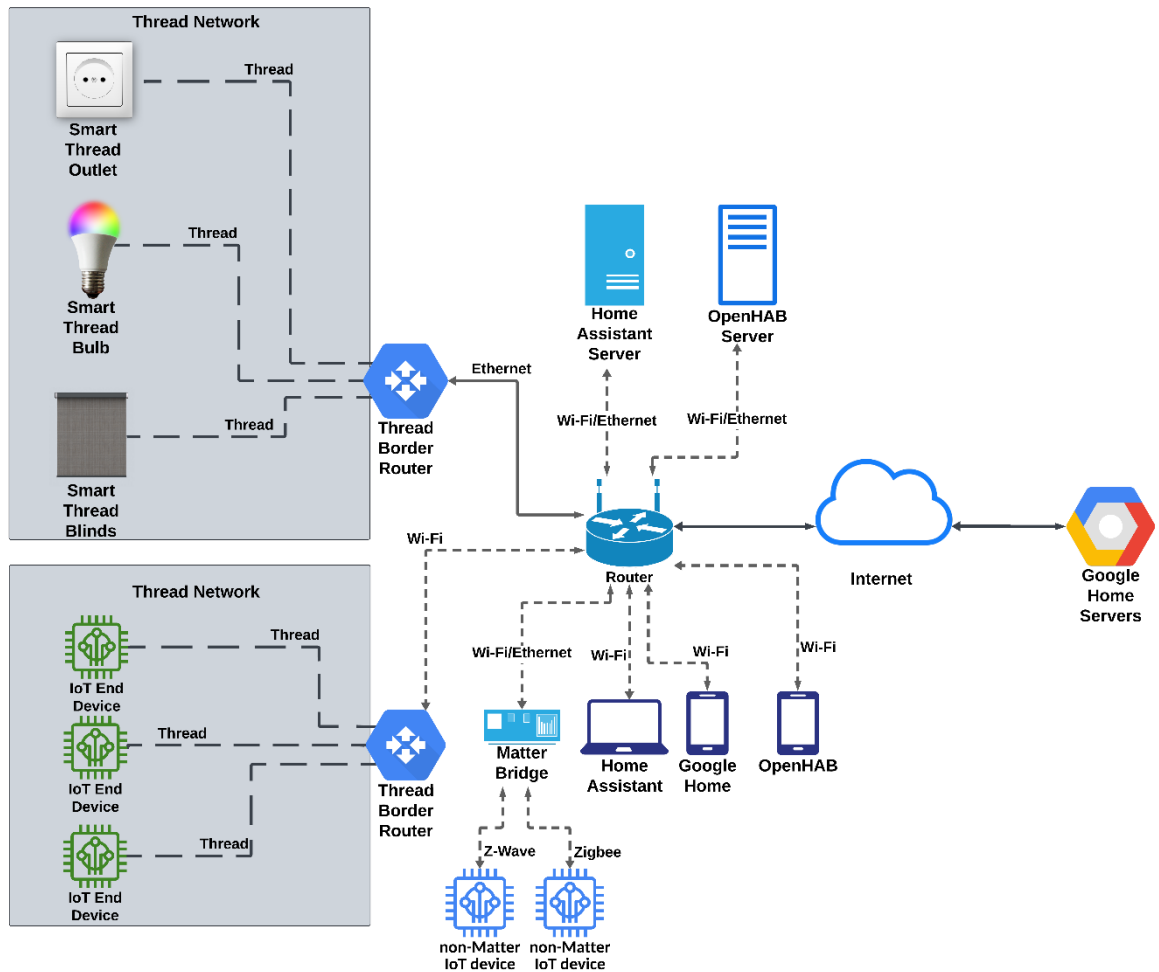 Thread Network
Thread
Smart
Thread
Outlet
Thread
Smart
Thread
Bulb
Thread
Smart
Thread
Blinds
Thread
Border
Router
Ethernet
Home
Assistant
Server
OpenHAB
Server
Wi-Fi/Ethernet
Wi-Fi/Ethernet
Router
Internet
Google
Home
Servers
Wi-Fi
Thread Network
Thread
IoT End
Device
Thread
IoT End
Device
Thread
IoT End
Device
Thread
Border
Router
Wi-Fi/Ethernet
Wi-Fi
Wi-Fi
Wi-Fi
Matter
Bridge
Home
Assistant
Google
Home
OpenHAB
Z-Wave
Zigbee
non-Matter
IoT device
non-Matter
IoT device